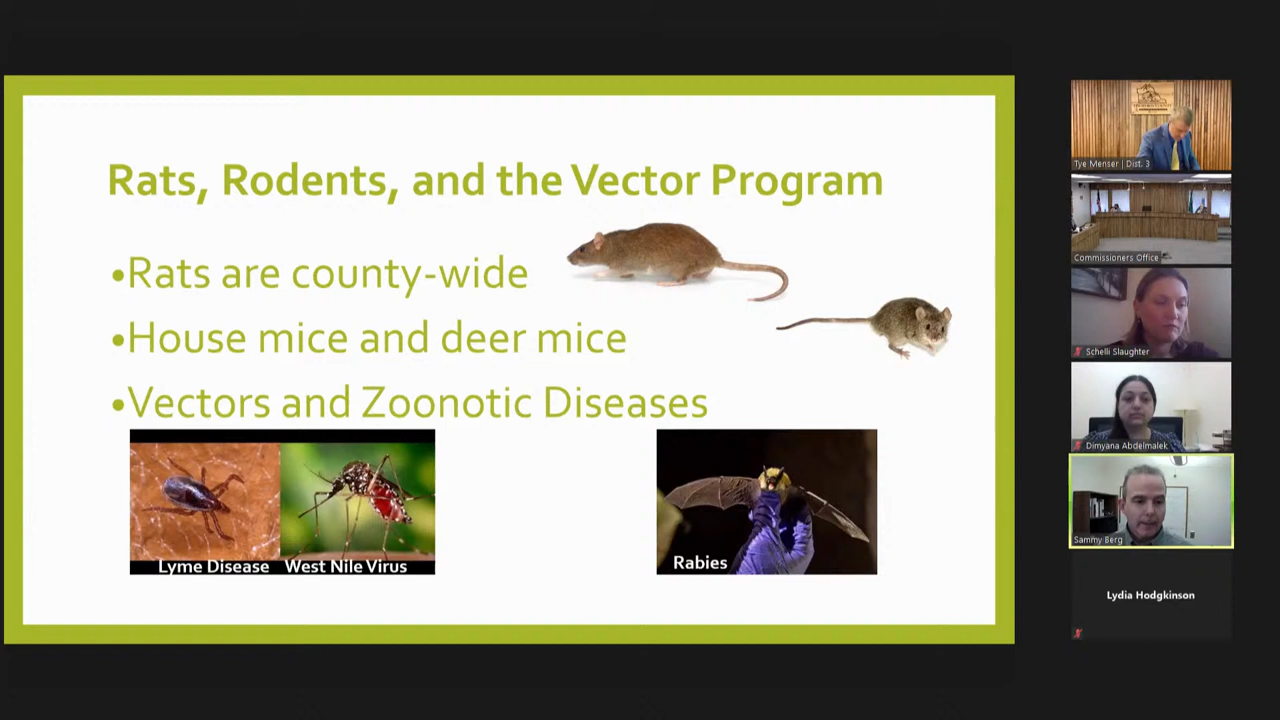 Rats, Rodents, and the Vector Program
•Rats are county-wide
•House mice and deer mice
•Vectors and Zoonotic Diseases
Lyme Disease West Nile Virus
Rabies
Tye Menser | Dist. 3
Commissioners Office
Schelli Slaughter
Dimyana Abdelmalek
Sammy Berg
Lydia Hodgkinson